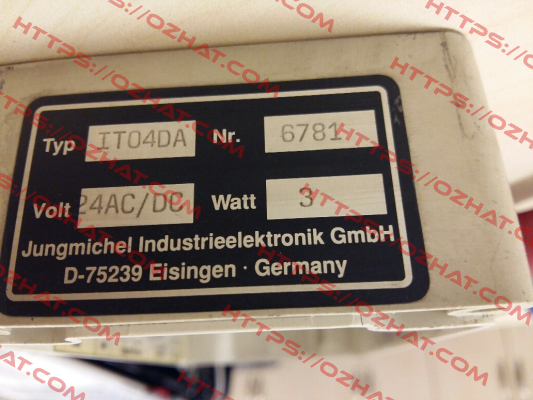 Typ IT04DA Nr. 6781
Volt 24AC/DC Watt 3
Jungmichel Industrieelektronik GmbH
D-75239 Eisingen · Germany
HTTPS://OZHAT.COM